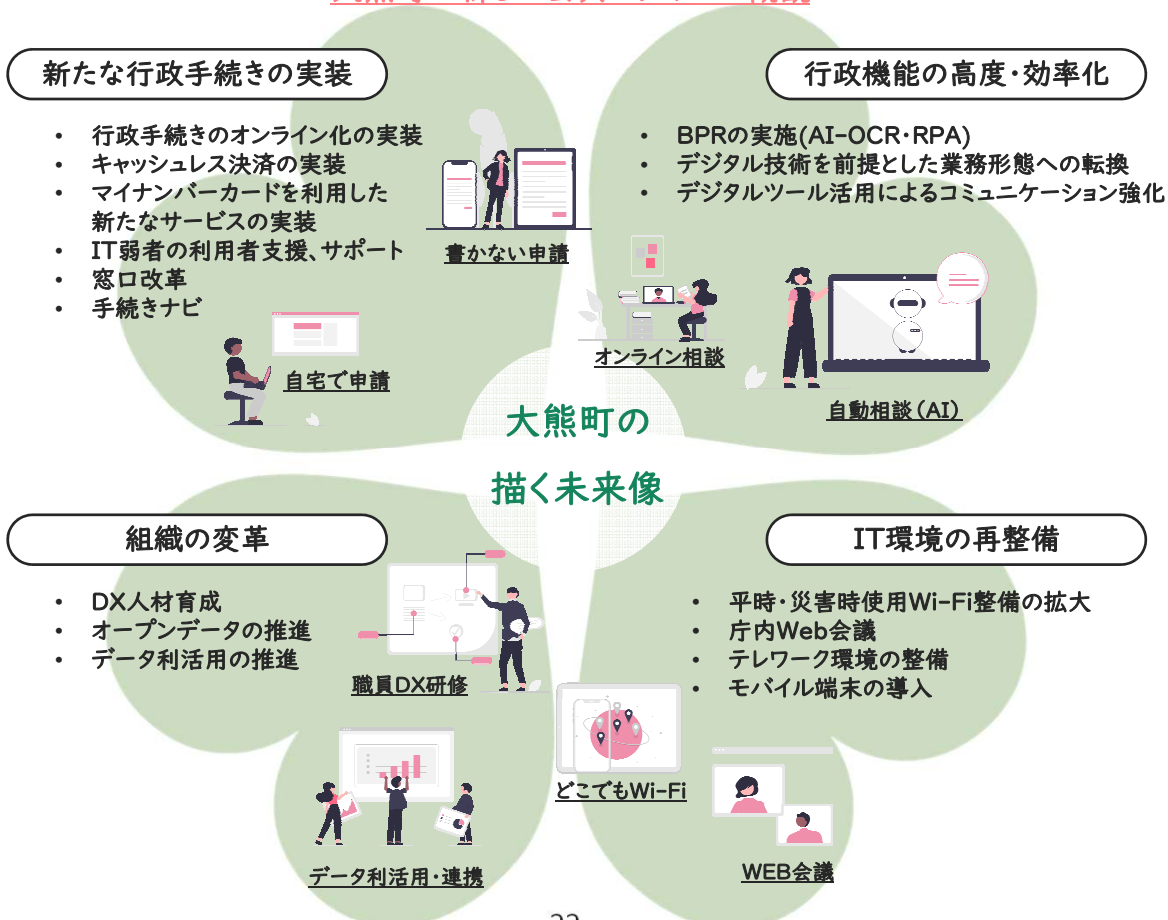 新たな行政手続きの実装
• 行政手続きのオンライン化の実装
• キャッシュレス決済の実装
• マイナンバーカードを利用した
新たなサービスの実装
• IT弱者の利用者支援、サポート
• 窓口改革
• 手続きナビ
書かない申請
自宅で申請
行政機能の高度・効率化
• BPRの実施(AI-OCR・RPA)
• デジタル技術を前提とした業務形態への転換
• デジタルツール活用によるコミュニケーション強化
オンライン相談
自動相談(AI)
大熊町の
描く未来像
組織の変革
• DX人材育成
• オープンデータの推進
• データ利活用の推進
職員DX研修
データ利活用・連携
IT環境の再整備
• 平時・災害時使用Wi-Fi整備の拡大
• 庁内Web会議
• テレワーク環境の整備
• モバイル端末の導入
どこでもWi-Fi
WEB会議